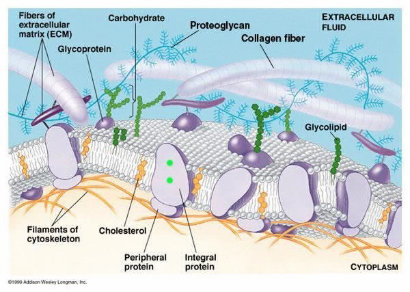 Fibers of
extracellular
matrix (ECM)
Carbohydrate
Glycoprotein
Proteoglycan
Collagen fiber
EXTRACELLULAR
FLUID
Glycolipid
Filaments of
cytoskeleton
Cholesterol
Peripheral
protein
Integral
protein
CYTOPLASM
©1999 Addison Wesley Longman, Inc.